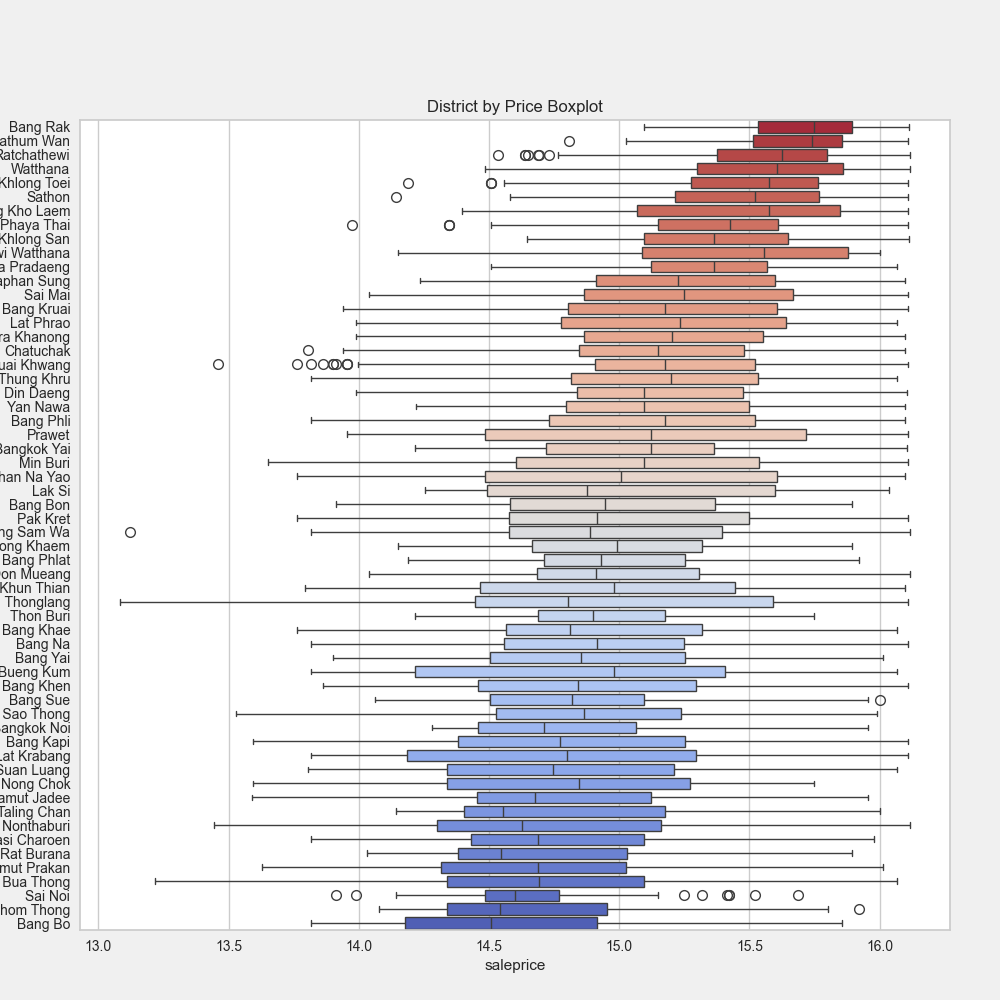 District by Price Boxplot
Bang Rak
athum Wan
Ratchathewi
Watthana
Khlong Toei
Sathon
g Kho Laem
Phaya Thai
Khlong San
wi Watthana
a Pradaeng
aphan Sung
Sai Mai
Bang Kruai
Lat Phrao
ra Khanong
Chatuchak
uai Khwang
Thung Khru
Din Daeng
Yan Nawa
Bang Phli
Prawet
Bangkok Yai
Min Buri
han Na Yao
Lak Si
Bang Bon
Pak Kret
ng Sam Wa
ong Khaem
Bang Phlat
Don Mueang
Khun Thian
Thonglang
Thon Buri
Bang Khae
Bang Na
Bang Yai
Bueng Kum
Bang Khen
Bang Sue
Sao Thong
Bangkok Noi
Bang Kapi
Lat Krabang
Suan Luang
Nong Chok
amut Jadee
Taling Chan
Nonthaburi
asi Charoen
Rat Burana
mut Prakan
Bua Thong
Sai Noi
hom Thong
Bang Bo
13.0 13.5 14.0 14.5 15.0 15.5 16.0
saleprice